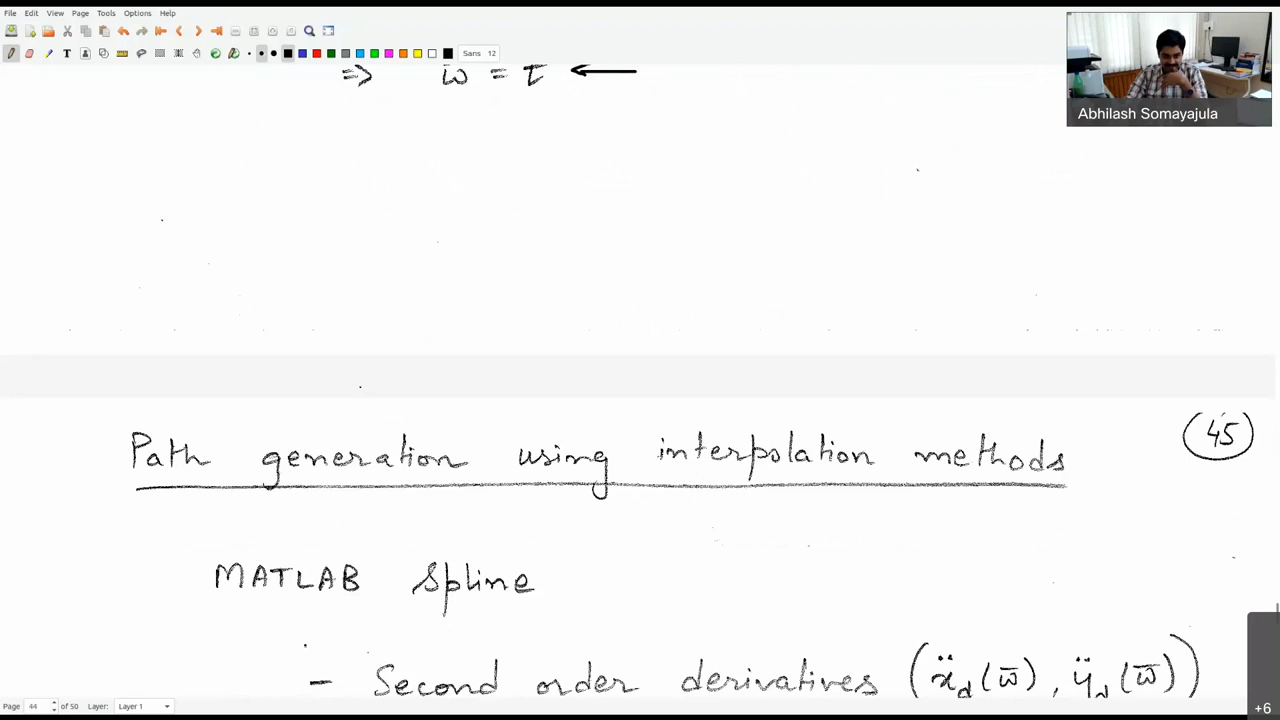 File Edit View Page Tools Options Help
Sans 12
Abhilash Somayajula
⇒ ϖ = t ←
Path generation using interpolation methods
45
MATLAB Spline
- Second order derivatives (ẍd(ϖ), ÿd(ϖ))
Page 44 of 50 Layer: Layer 1
+6